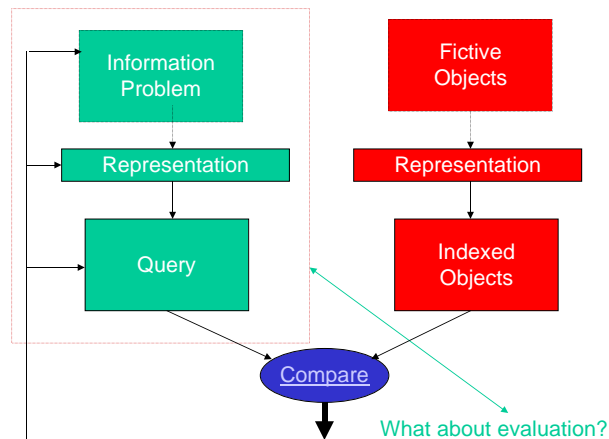 Information
Problem
Fictive
Objects
Representation
Representation
Query
Indexed
Objects
Compare
What about evaluation?